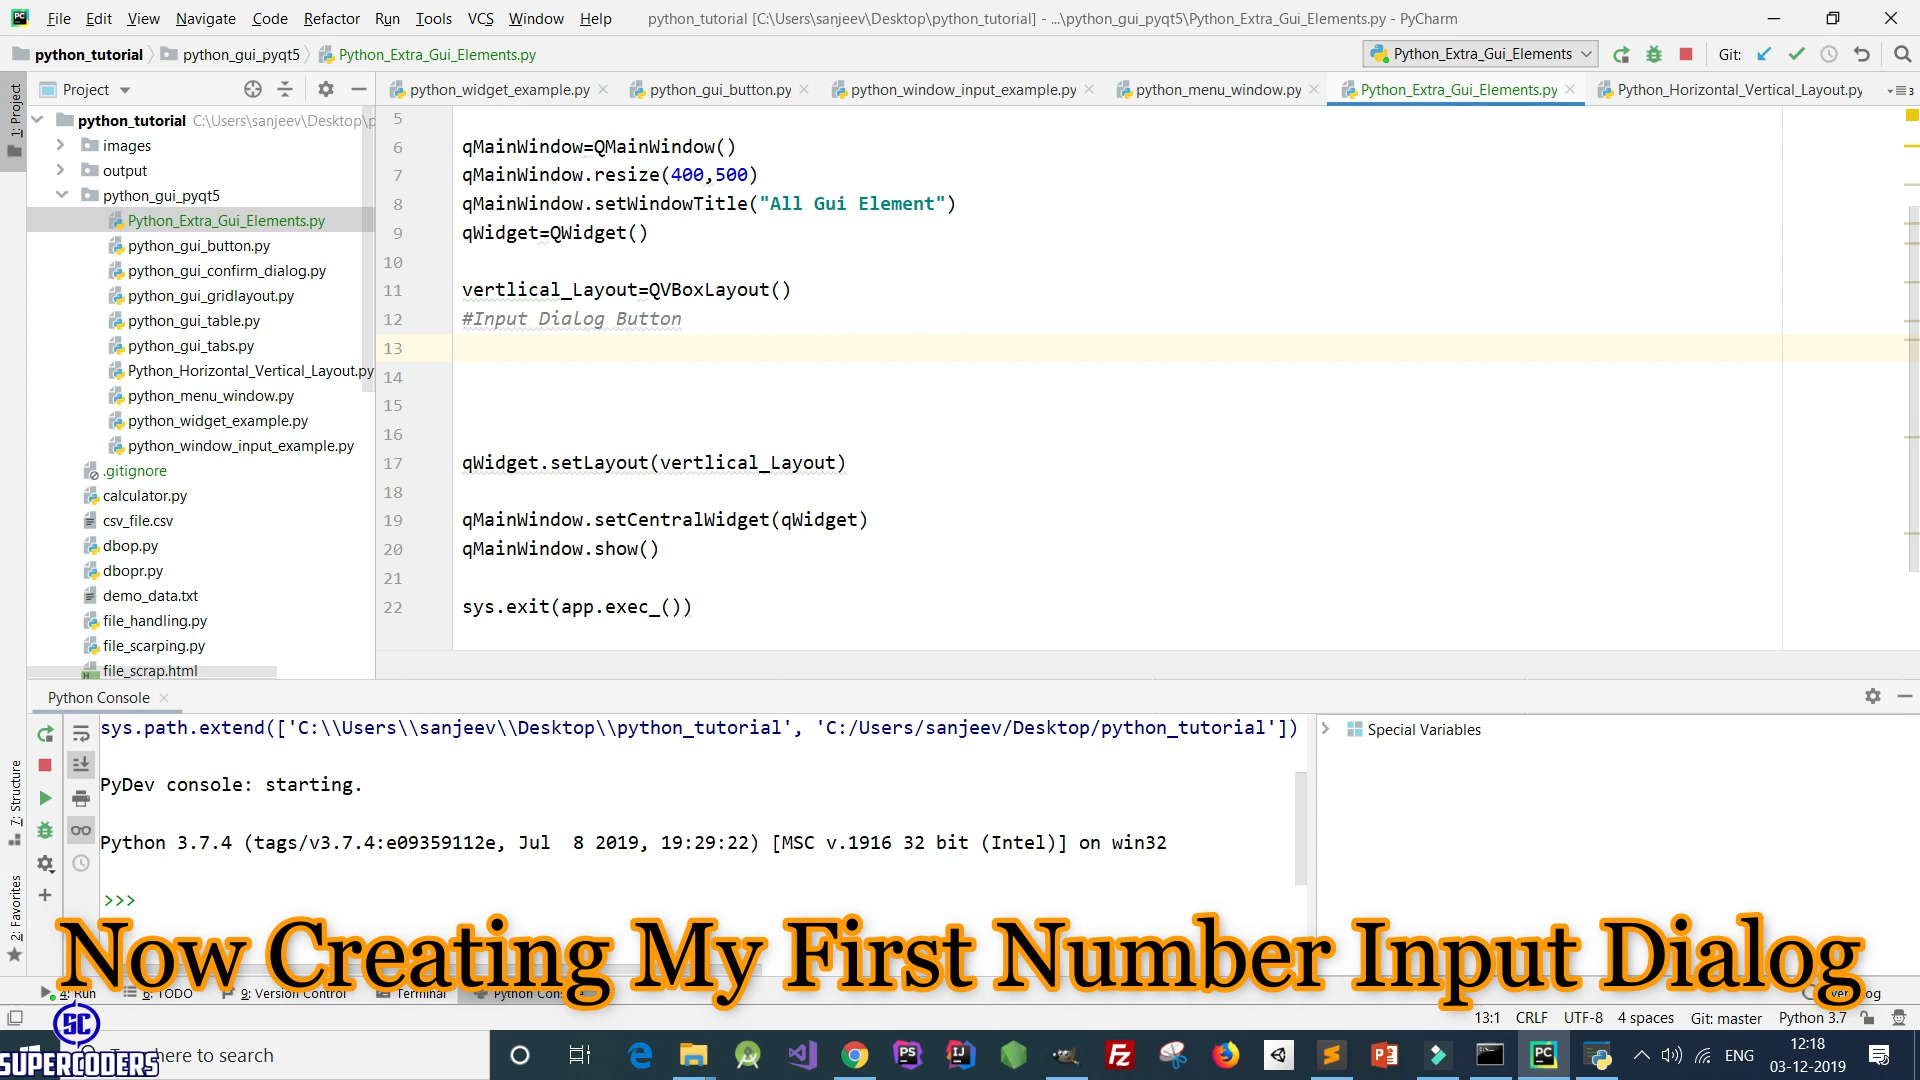 File Edit View Navigate Code Refactor Run Tools VCS Window Help python_tutorial [C:\Users\sanjeev\Desktop\python_tutorial] - ...\python_gui_pyqt5\Python_Extra_Gui_Elements.py - PyCharm
python_tutorial python_gui_pyqt5 Python_Extra_Gui_Elements.py Python_Extra_Gui_Elements Git:
Project python_widget_example.py python_gui_button.py python_window_input_example.py python_menu_window.py Python_Extra_Gui_Elements.py Python_Horizontal_Vertical_Layout.py 3
1: Project
python_tutorial C:\Users\sanjeev\Desktop\p
images
output
python_gui_pyqt5
Python_Extra_Gui_Elements.py
python_gui_button.py
python_gui_confirm_dialog.py
python_gui_gridlayout.py
python_gui_table.py
python_gui_tabs.py
Python_Horizontal_Vertical_Layout.py
python_menu_window.py
python_widget_example.py
python_window_input_example.py
.gitignore
calculator.py
csv_file.csv
dbop.py
dbopr.py
demo_data.txt
file_handling.py
file_scarping.py
file_scrap.html
5
6 qMainWindow=QMainWindow()
7 qMainWindow.resize(400,500)
8 qMainWindow.setWindowTitle("All Gui Element")
9 qWidget=QWidget()
10
11 vertlical_Layout=QVBoxLayout()
12 #Input Dialog Button
13
14
15
16
17 qWidget.setLayout(vertlical_Layout)
18
19 qMainWindow.setCentralWidget(qWidget)
20 qMainWindow.show()
21
22 sys.exit(app.exec_())
Python Console
sys.path.extend(['C:\\Users\\sanjeev\\Desktop\\python_tutorial', 'C:/Users/sanjeev/Desktop/python_tutorial'])
PyDev console: starting.
Python 3.7.4 (tags/v3.7.4:e09359112e, Jul  8 2019, 19:29:22) [MSC v.1916 32 bit (Intel)] on win32
>>>
Special Variables
7: Structure
2: Favorites
Now Creating My First Number Input Dialog
4: Run 6: TODO 9: Version Control Terminal Python
13:1 CRLF UTF-8 4 spaces Git: master Python 3.7
SC
SUPERCODERS
here to search
ENG
12:18
03-12-2019